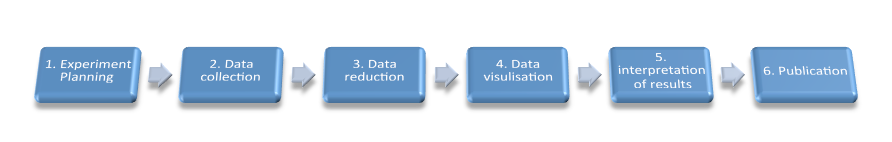 1. Experiment
Planning
2. Data
collection
3. Data
reduction
4. Data
visulisation
5.
interpretation
of results
6. Publication